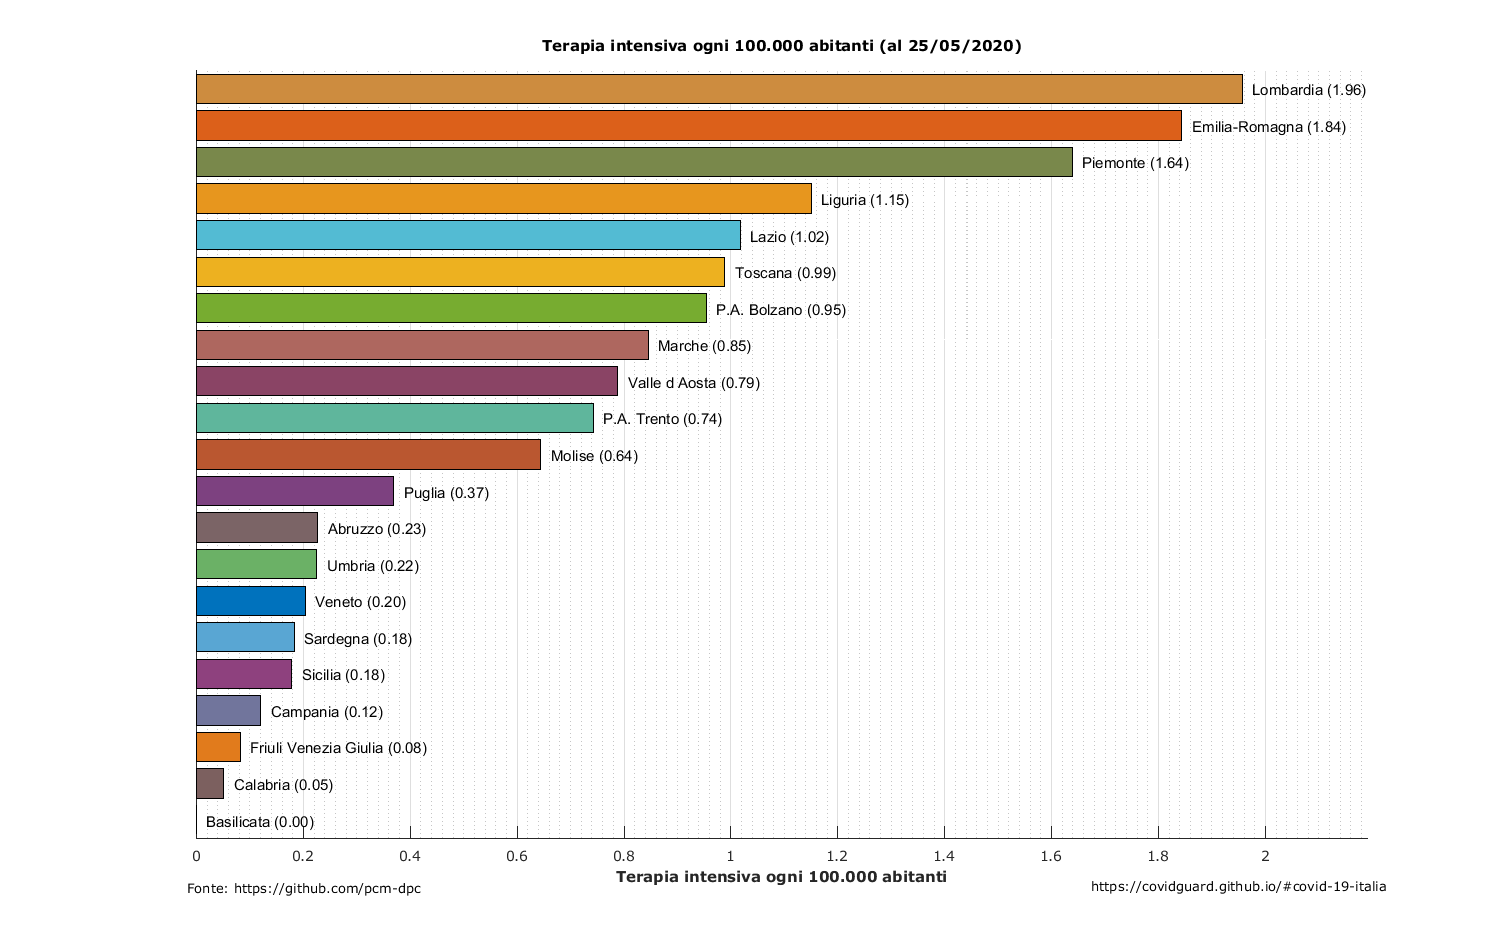 Terapia intensiva ogni 100.000 abitanti (al 25/05/2020)
Lombardia (1.96)
Emilia-Romagna (1.84)
Piemonte (1.64)
Liguria (1.15)
Lazio (1.02)
Toscana (0.99)
P.A. Bolzano (0.95)
Marche (0.85)
Valle d Aosta (0.79)
P.A. Trento (0.74)
Molise (0.64)
Puglia (0.37)
Abruzzo (0.23)
Umbria (0.22)
Veneto (0.20)
Sardegna (0.18)
Sicilia (0.18)
Campania (0.12)
Friuli Venezia Giulia (0.08)
Calabria (0.05)
Basilicata (0.00)
0 0.2 0.4 0.6 0.8 1 1.2 1.4 1.6 1.8 2
Terapia intensiva ogni 100.000 abitanti
Fonte: https://github.com/pcm-dpc
https://covidguard.github.io/#covid-19-italia